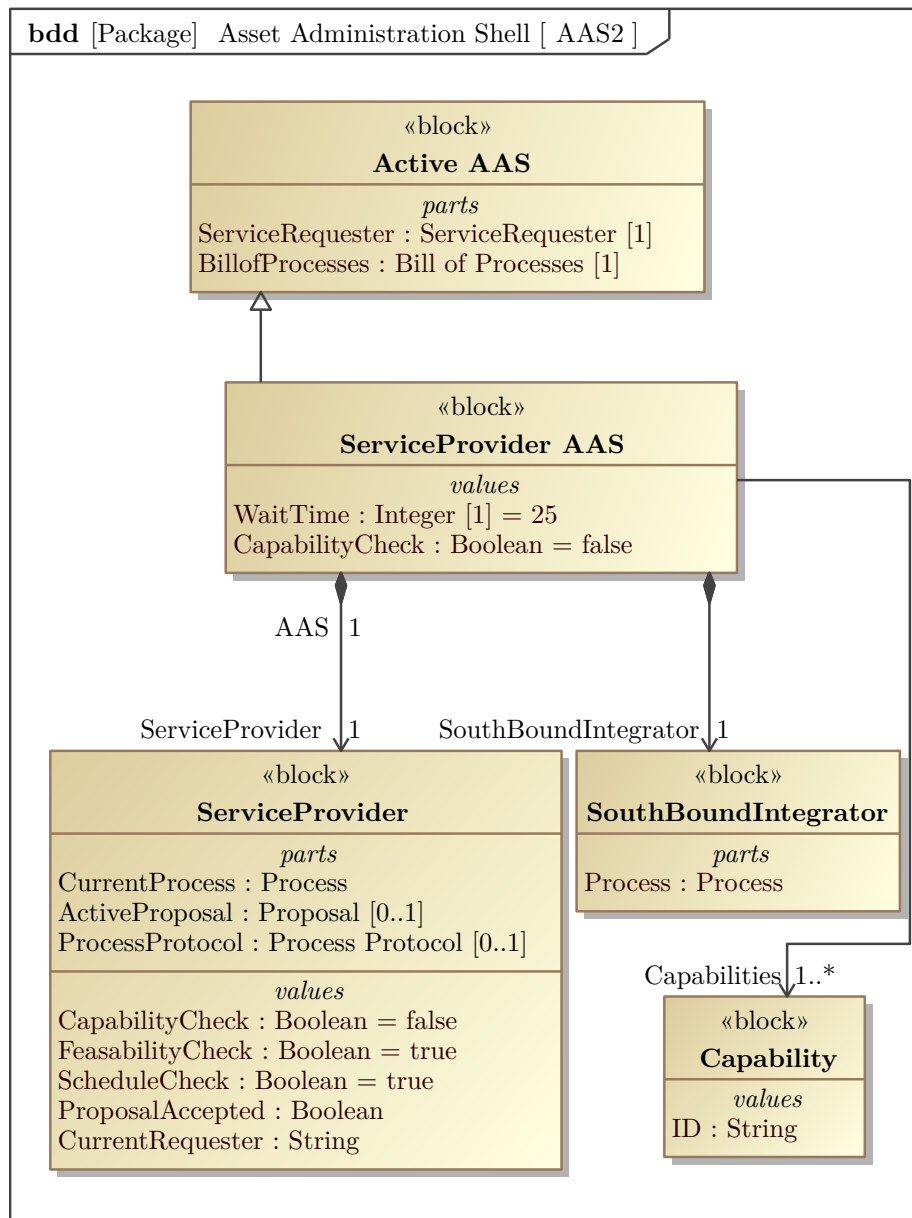 bdd [Package] Asset Administration Shell [ AAS2 ]
«block»
Active AAS
parts
ServiceRequester : ServiceRequester [1]
BillofProcesses : Bill of Processes [1]
«block»
ServiceProvider AAS
values
WaitTime : Integer [1] = 25
CapabilityCheck : Boolean = false
AAS 1
ServiceProvider 1
SouthBoundIntegrator 1
«block»
ServiceProvider
parts
CurrentProcess : Process
ActiveProposal : Proposal [0..1]
ProcessProtocol : Process Protocol [0..1]
values
CapabilityCheck : Boolean = false
FeasabilityCheck : Boolean = true
ScheduleCheck : Boolean = true
ProposalAccepted : Boolean
CurrentRequester : String
«block»
SouthBoundIntegrator
parts
Process : Process
Capabilities 1..*
«block»
Capability
values
ID : String